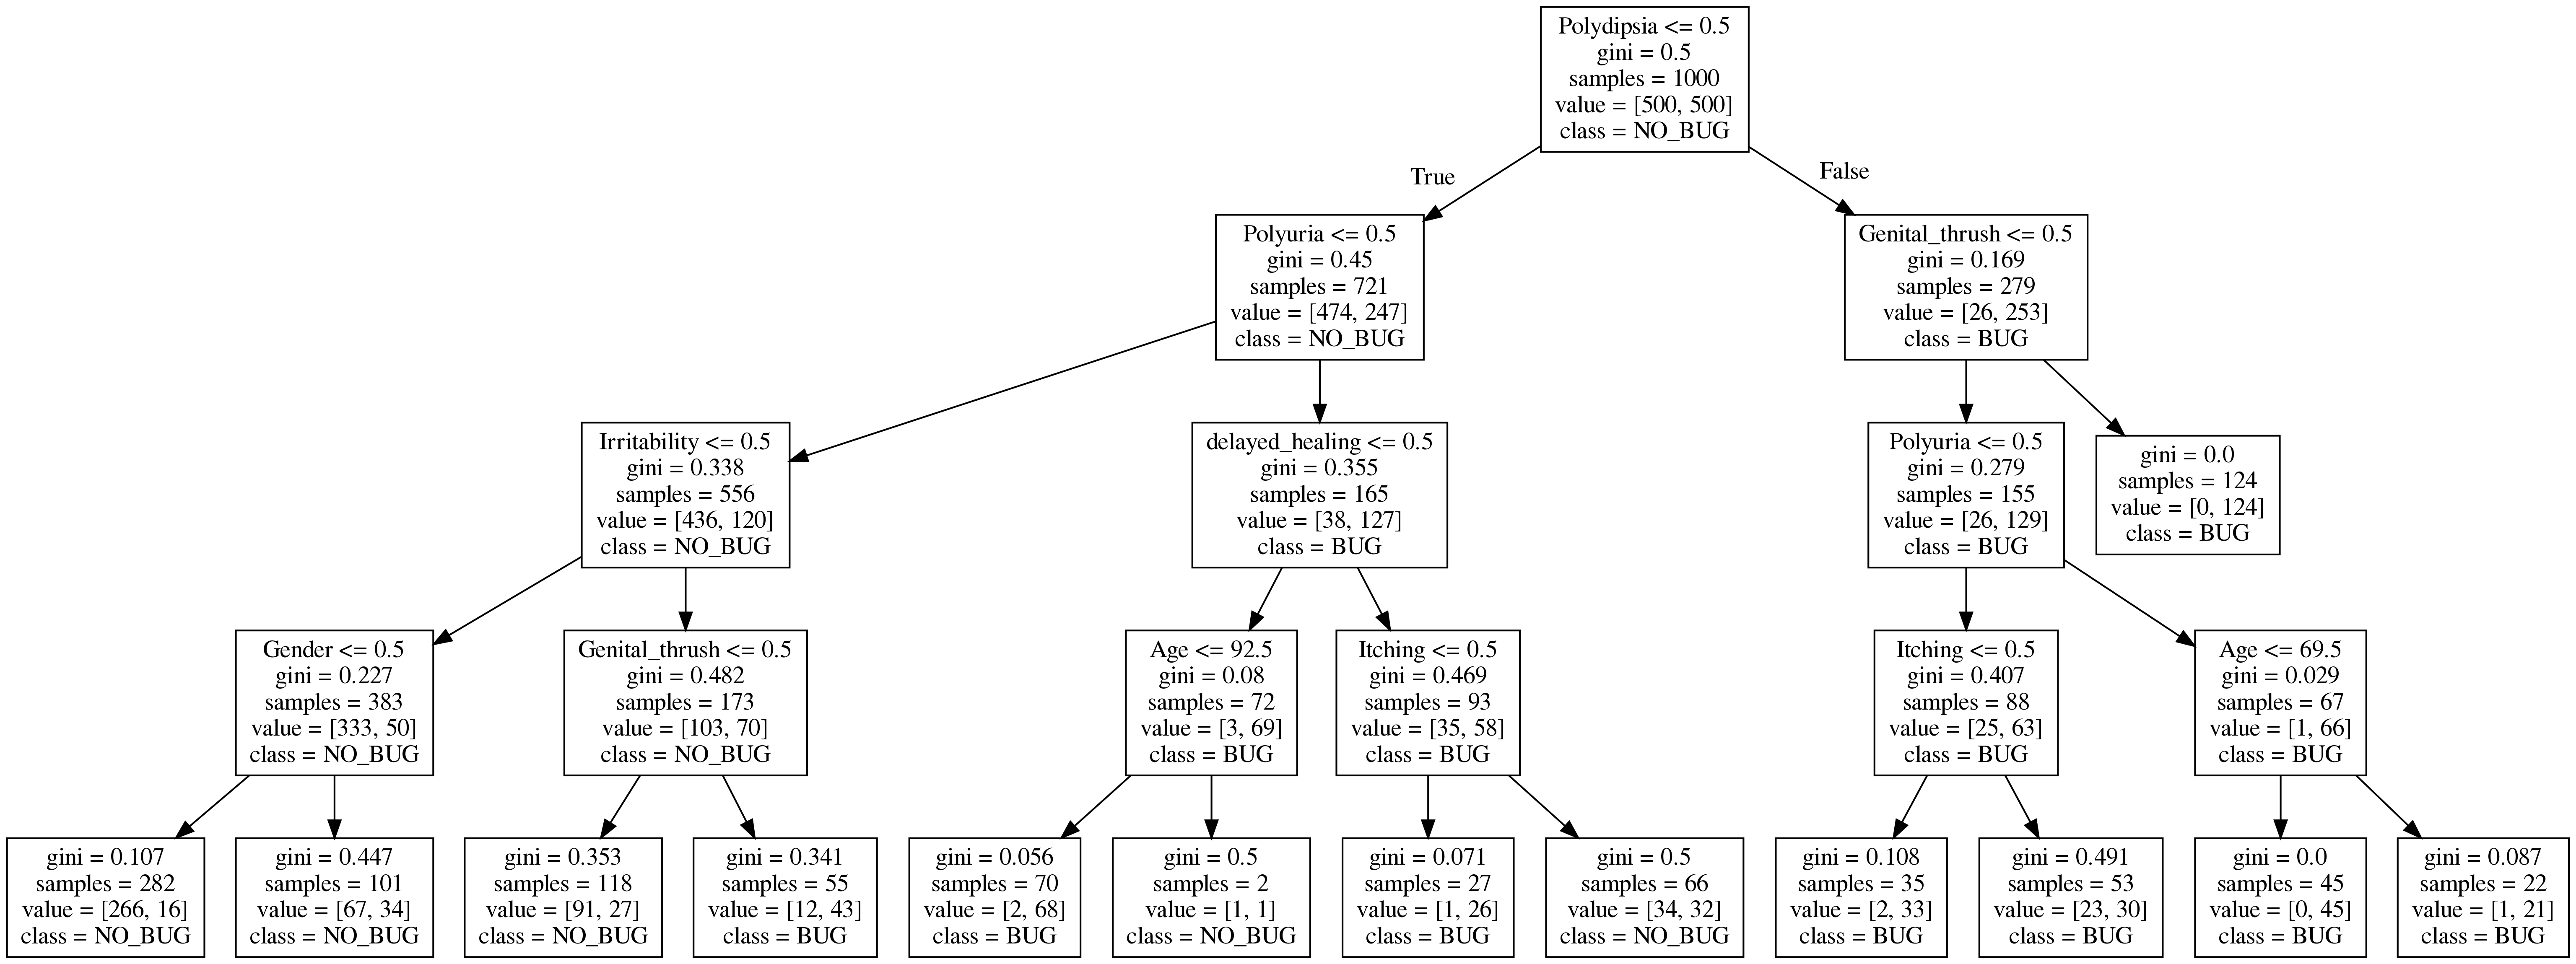 Polydipsia <= 0.5
gini = 0.5
samples = 1000
value = [500, 500]
class = NO_BUG
True
False
Polyuria <= 0.5
gini = 0.45
samples = 721
value = [474, 247]
class = NO_BUG
Genital_thrush <= 0.5
gini = 0.169
samples = 279
value = [26, 253]
class = BUG
Irritability <= 0.5
gini = 0.338
samples = 556
value = [436, 120]
class = NO_BUG
delayed_healing <= 0.5
gini = 0.355
samples = 165
value = [38, 127]
class = BUG
Polyuria <= 0.5
gini = 0.279
samples = 155
value = [26, 129]
class = BUG
gini = 0.0
samples = 124
value = [0, 124]
class = BUG
Gender <= 0.5
gini = 0.227
samples = 383
value = [333, 50]
class = NO_BUG
Genital_thrush <= 0.5
gini = 0.482
samples = 173
value = [103, 70]
class = NO_BUG
Age <= 92.5
gini = 0.08
samples = 72
value = [3, 69]
class = BUG
Itching <= 0.5
gini = 0.469
samples = 93
value = [35, 58]
class = BUG
Itching <= 0.5
gini = 0.407
samples = 88
value = [25, 63]
class = BUG
Age <= 69.5
gini = 0.029
samples = 67
value = [1, 66]
class = BUG
gini = 0.107
samples = 282
value = [266, 16]
class = NO_BUG
gini = 0.447
samples = 101
value = [67, 34]
class = NO_BUG
gini = 0.353
samples = 118
value = [91, 27]
class = NO_BUG
gini = 0.341
samples = 55
value = [12, 43]
class = BUG
gini = 0.056
samples = 70
value = [2, 68]
class = BUG
gini = 0.5
samples = 2
value = [1, 1]
class = NO_BUG
gini = 0.071
samples = 27
value = [1, 26]
class = BUG
gini = 0.5
samples = 66
value = [34, 32]
class = NO_BUG
gini = 0.108
samples = 35
value = [2, 33]
class = BUG
gini = 0.491
samples = 53
value = [23, 30]
class = BUG
gini = 0.0
samples = 45
value = [0, 45]
class = BUG
gini = 0.087
samples = 22
value = [1, 21]
class = BUG